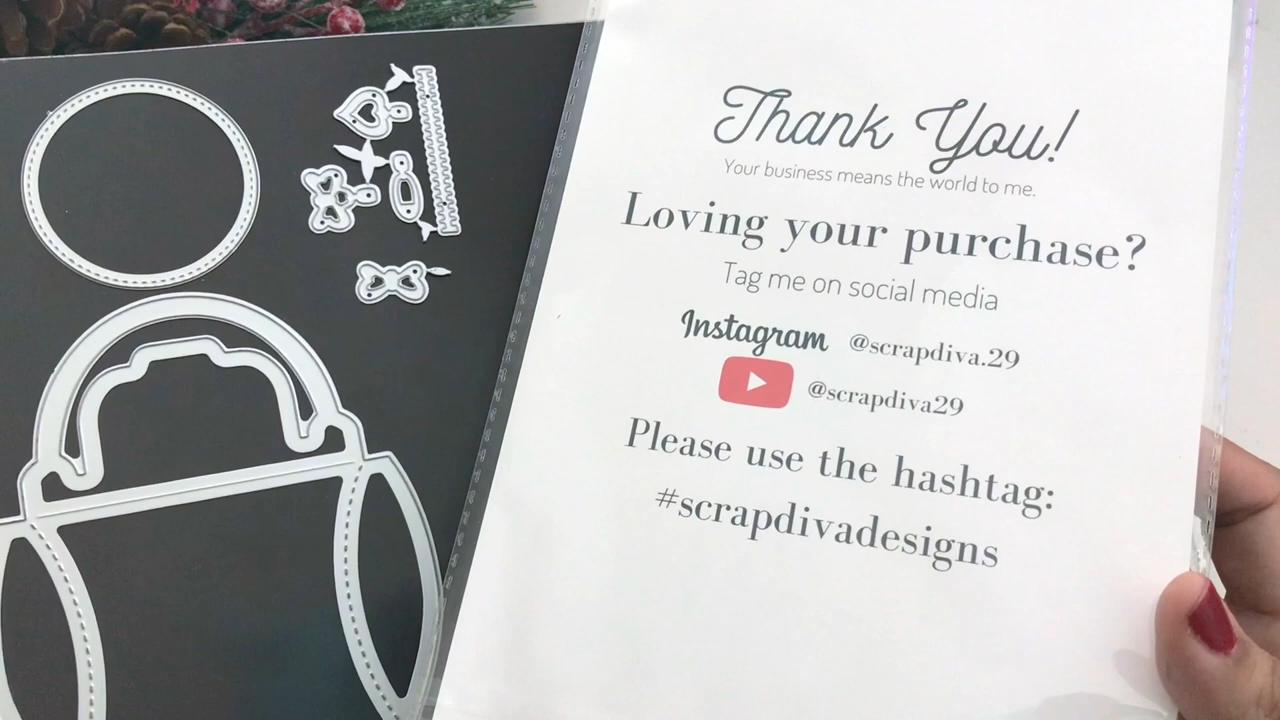 Thank You!
Your business means the world to me.
Loving your purchase?
Tag me on social media
Instagram @scrapdiva.29
@scrapdiva29
Please use the hashtag:
#scrapdivadesigns